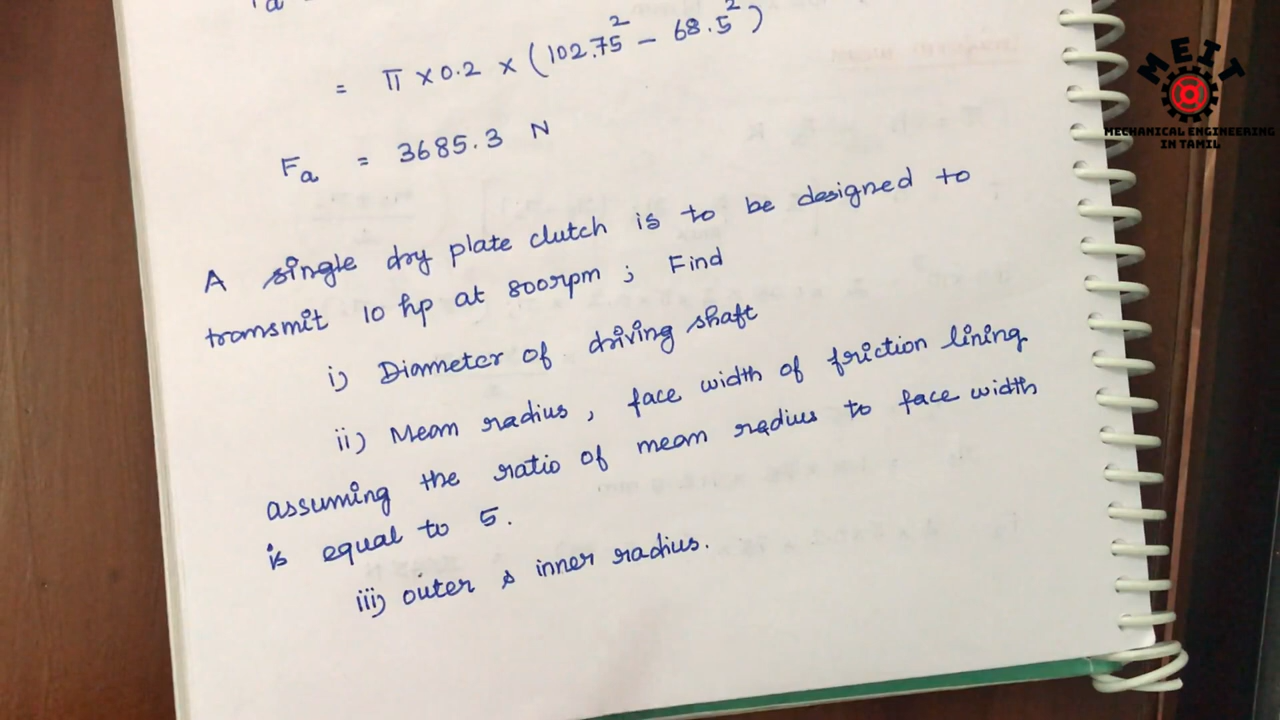 = π × 0.2 × (102.75² - 68.5²)
Fa = 3685.3 N
A single dry plate clutch is to be designed to
transmit 10 hp at 800rpm ; Find
i) Diameter of driving shaft
ii) Mean radius, face width of friction lining
assuming the ratio of mean radius to face width
is equal to 5.
iii) outer & inner radius.
MEIT
MECHANICAL ENGINEERING
IN TAMIL